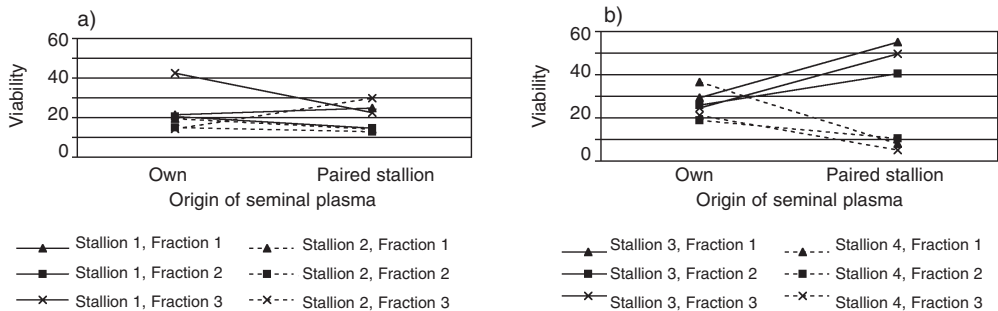 a)
60
40
20
0
Viability
Own
Paired stallion
Origin of seminal plasma
Stallion 1, Fraction 1
Stallion 2, Fraction 1
Stallion 1, Fraction 2
Stallion 2, Fraction 2
Stallion 1, Fraction 3
Stallion 2, Fraction 3
b)
60
40
20
0
Viability
Own
Paired stallion
Origin of seminal plasma
Stallion 3, Fraction 1
Stallion 4, Fraction 1
Stallion 3, Fraction 2
Stallion 4, Fraction 2
Stallion 3, Fraction 3
Stallion 4, Fraction 3